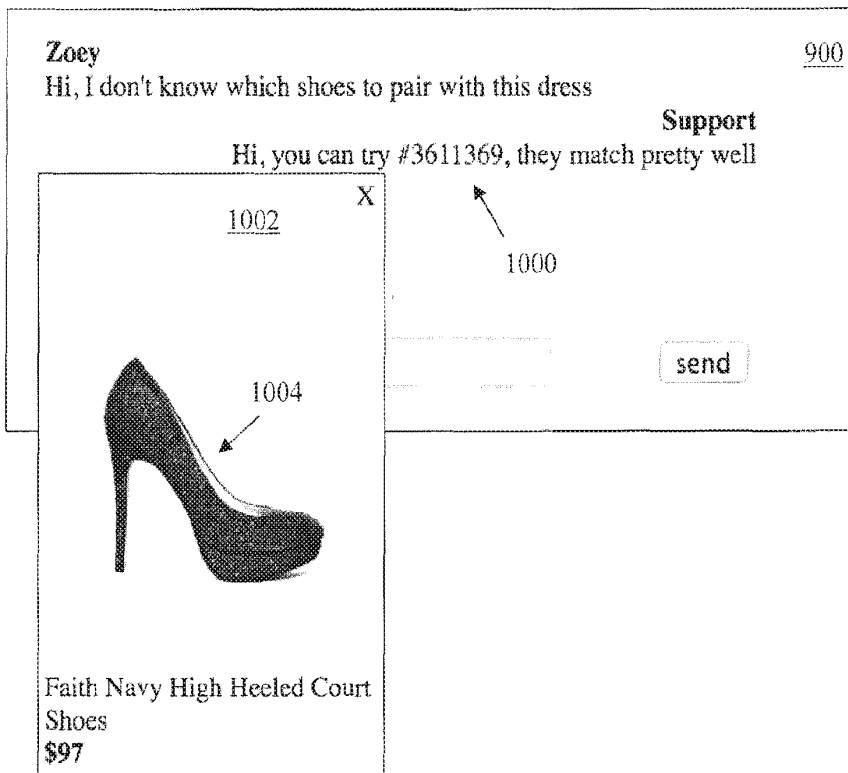 Zoey
900
Hi, I don't know which shoes to pair with this dress
Support
Hi, you can try #3611369, they match pretty well
X
1002
1000
send
1004
Faith Navy High Heeled Court
Shoes
$97